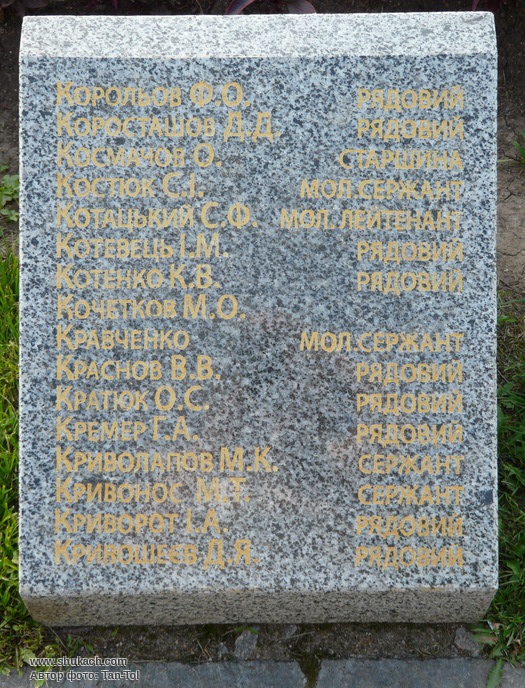 Корольов Ф.О. рядовий
Коросташов Д.Д. рядовий
Космачов О. старшина
Костюк С.І. мол.сержант
Котацький С.Ф. мол. лейтенант
Котевець І.М. рядовий
Котенко К.В. рядовий
Кочетков М.О.
Кравченко мол.сержант
Краснов В.В. рядовий
Кратюк О.С. рядовий
Кремер Г.А. рядовий
Криволапов М.К. сержант
Кривонос М.Т. сержант
Криворот І.А. рядовий
Кривошеєв Д.Я. рядовий
www.shukach.com
Автор фото: Tan-Tol